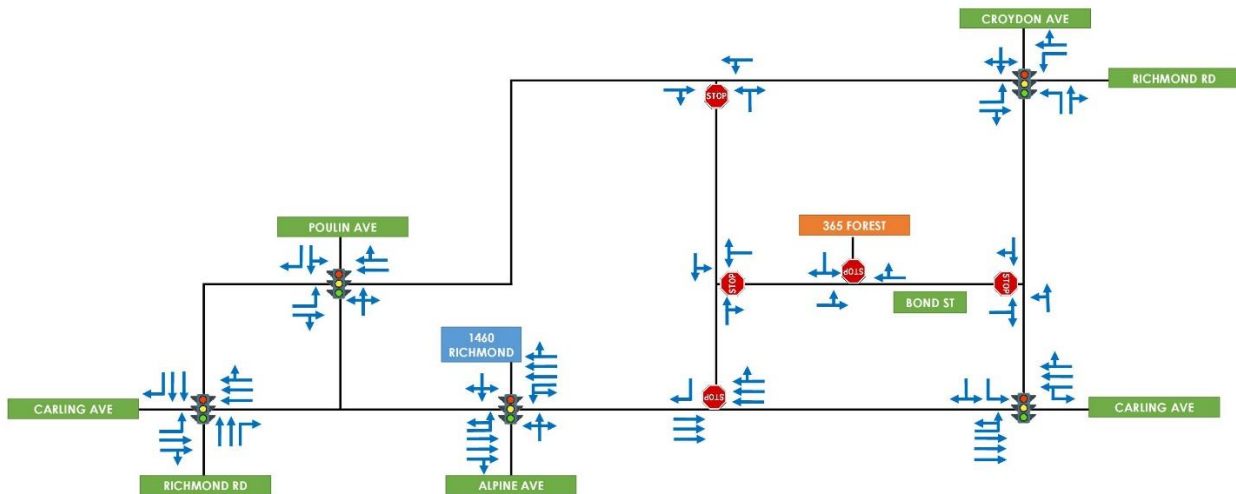 CROYDON AVE
RICHMOND RD
STOP
POULIN AVE
365 FOREST
STOP
STOP
STOP
BOND ST
1460
RICHMOND
CARLING AVE
STOP
CARLING AVE
RICHMOND RD
ALPINE AVE